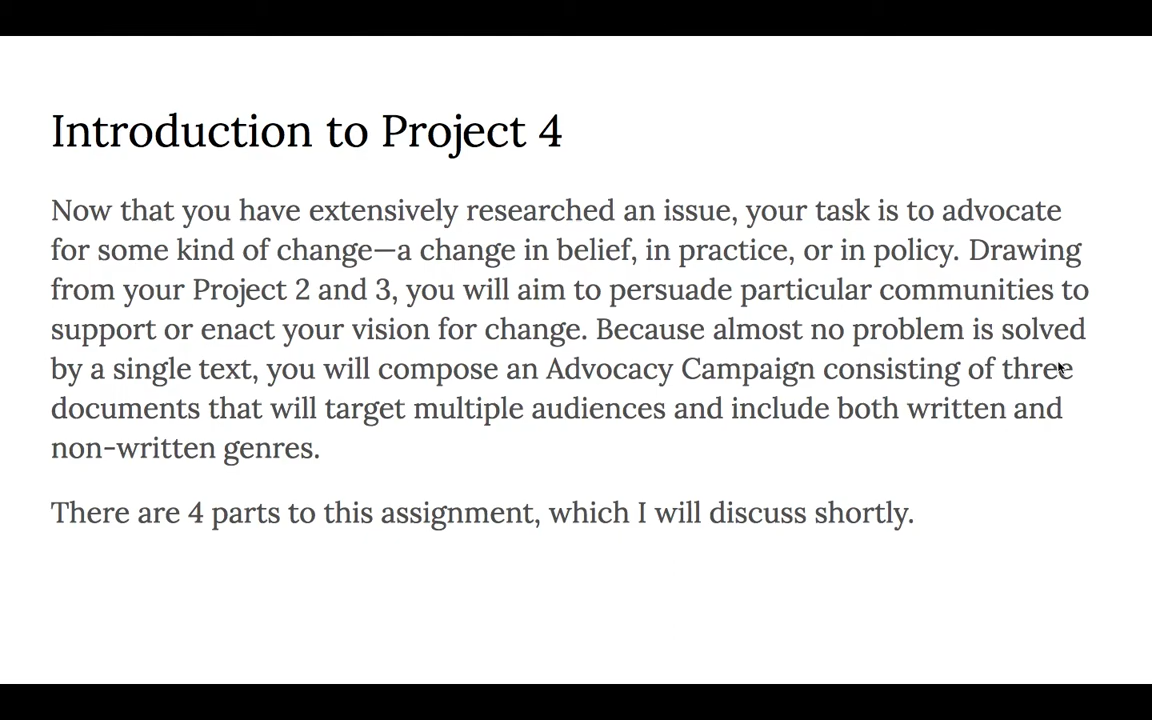 Introduction to Project 4
Now that you have extensively researched an issue, your task is to advocate
for some kind of change—a change in belief, in practice, or in policy. Drawing
from your Project 2 and 3, you will aim to persuade particular communities to
support or enact your vision for change. Because almost no problem is solved
by a single text, you will compose an Advocacy Campaign consisting of three
documents that will target multiple audiences and include both written and
non-written genres.
There are 4 parts to this assignment, which I will discuss shortly.